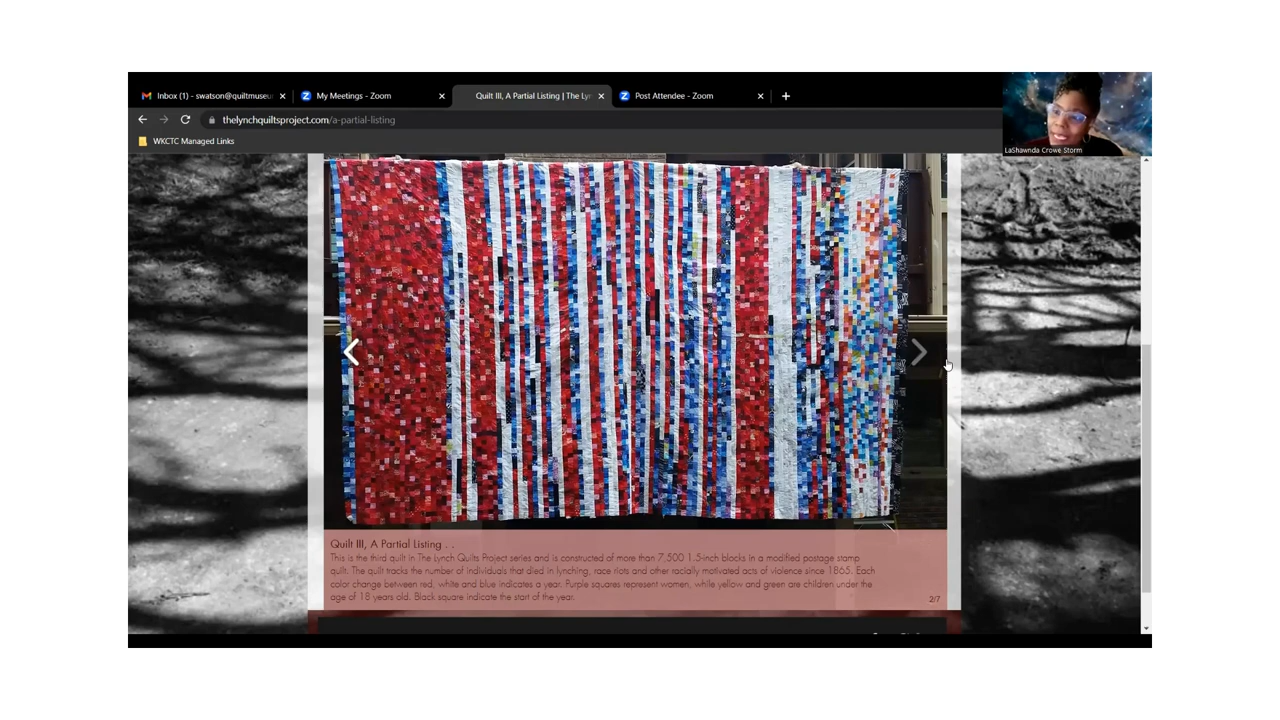 Inbox (1) - swatson@quiltmuseu
My Meetings - Zoom
Quilt III, A Partial Listing | The Lyn
Post Attendee - Zoom
thelynchquiltsproject.com/a-partial-listing
WKCTC Managed Links
LaShawnda Crowe Storm
Quilt III, A Partial Listing . .
This is the third quilt in The Lynch Quilts Project series and is constructed of more than 7,500 1.5-inch blocks in a modified postage stamp
quilt. The quilt tracks the number of individuals that died in lynching, race riots and other racially motivated acts of violence since 1865. Each
color change between red, white and blue indicates a year. Purple squares represent women, while yellow and green are children under the
age of 18 years old. Black square indicate the start of the year.
2/7